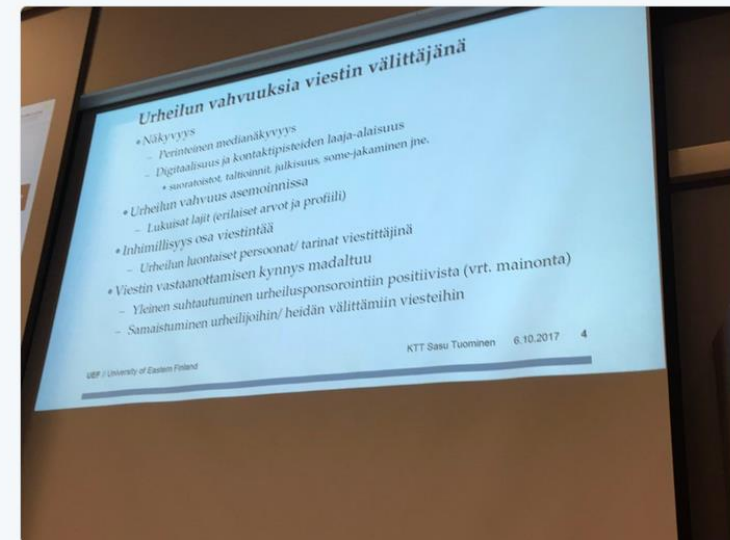 Urheilun vahvuuksia viestin välittäjänä
• Näkyvyys
– Perinteinen medianäkyvyys
– Digitaalisuus ja kontaktipisteiden laaja-alaisuus
• suoratoistot, taltioinnit, julkisuus, some-jakaminen jne.
• Urheilun vahvuus asemoinnissa
– Lukuisat lajit (erilaiset arvot ja profiili)
• Inhimillisyys osa viestintää
– Urheilun luontaiset persoonat/ tarinat viestittäjinä
• Viestin vastaanottamisen kynnys madaltuu
– Yleinen suhtautuminen urheilusponsorointiin positiivista (vrt. mainonta)
– Samaistuminen urheilijoihin/ heidän välittämiin viesteihin
UEF // University of Eastern Finland KTT Sasu Tuominen 6.10.2017 4